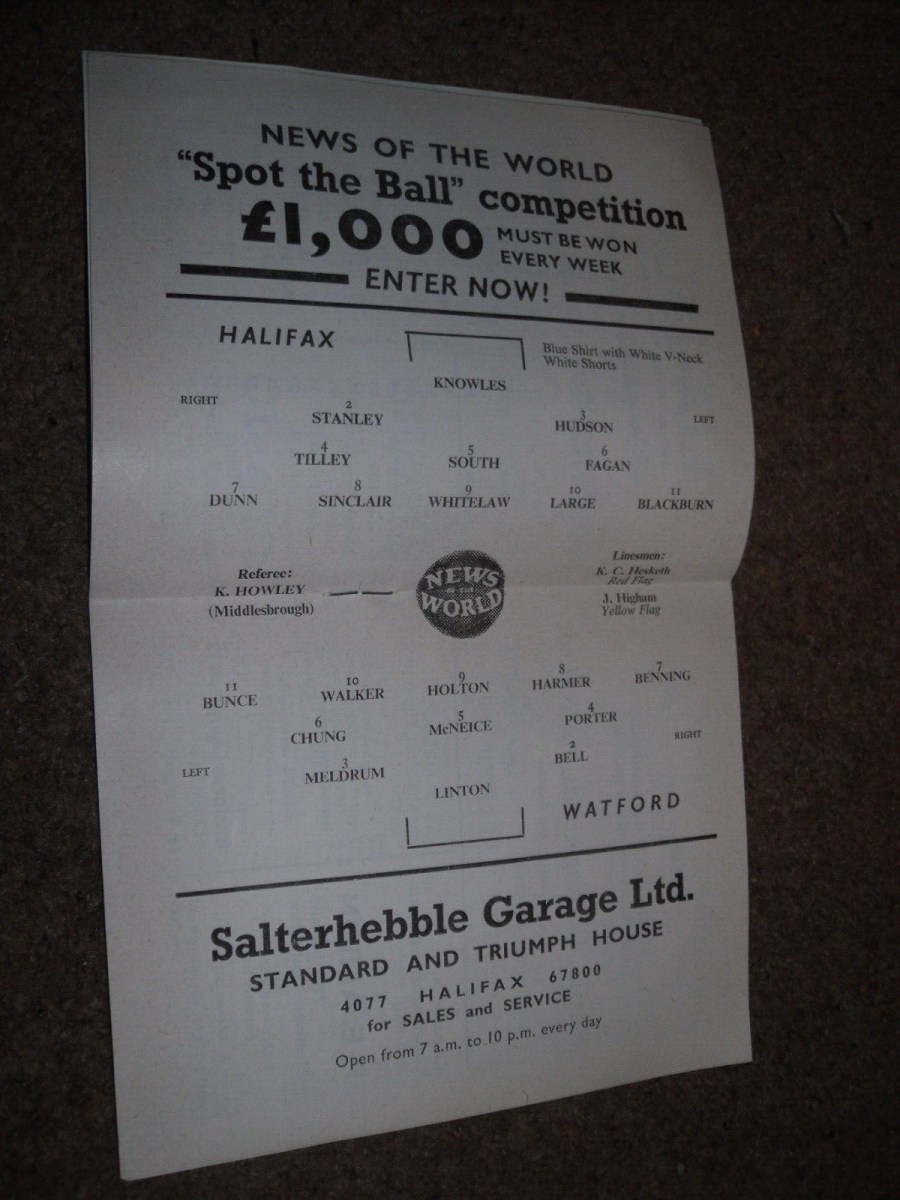 NEWS OF THE WORLD
"Spot the Ball" competition
£1,000 MUST BE WON
EVERY WEEK
ENTER NOW!
HALIFAX
Blue Shirt with White V-Neck
White Shorts
KNOWLES
RIGHT
LEFT
2 3
STANLEY HUDSON
4 5 6
TILLEY SOUTH FAGAN
7 8 9 10 11
DUNN SINCLAIR WHITELAW LARGE BLACKBURN
Referee:
K. HOWLEY
(Middlesbrough)
NEWS
OF THE
WORLD
Linesmen:
K. C. Hesketh
Red Flag
J. Higham
Yellow Flag
11 10 9 8 7
BUNCE WALKER HOLTON HARMER BENNING
6 5 4
CHUNG McNEICE PORTER
RIGHT
LEFT
3 2
MELDRUM BELL
LINTON
WATFORD
Salterhebble Garage Ltd.
STANDARD AND TRIUMPH HOUSE
4077 HALIFAX 67800
for SALES and SERVICE
Open from 7 a.m. to 10 p.m. every day